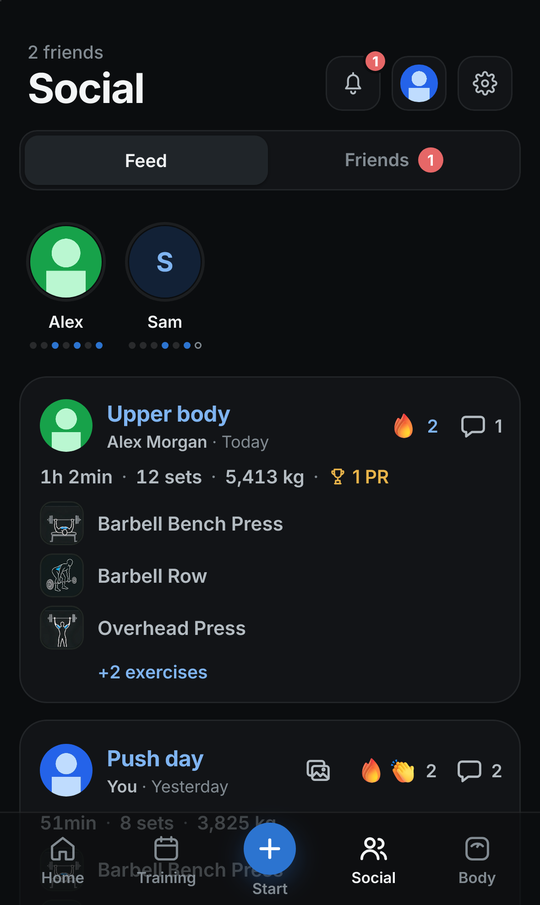 2 friends
Social
1
Feed
Friends 1
S
Alex
Sam
Upper body
2
1
Alex Morgan · Today
1h 2min · 12 sets · 5,413 kg · 1 PR
Barbell Bench Press
Barbell Row
Overhead Press
+2 exercises
Push day
2
2
You · Yesterday
51min · 8 sets · 3,825 kg
Barbell Bench Press
Home
Training
Start
Social
Body